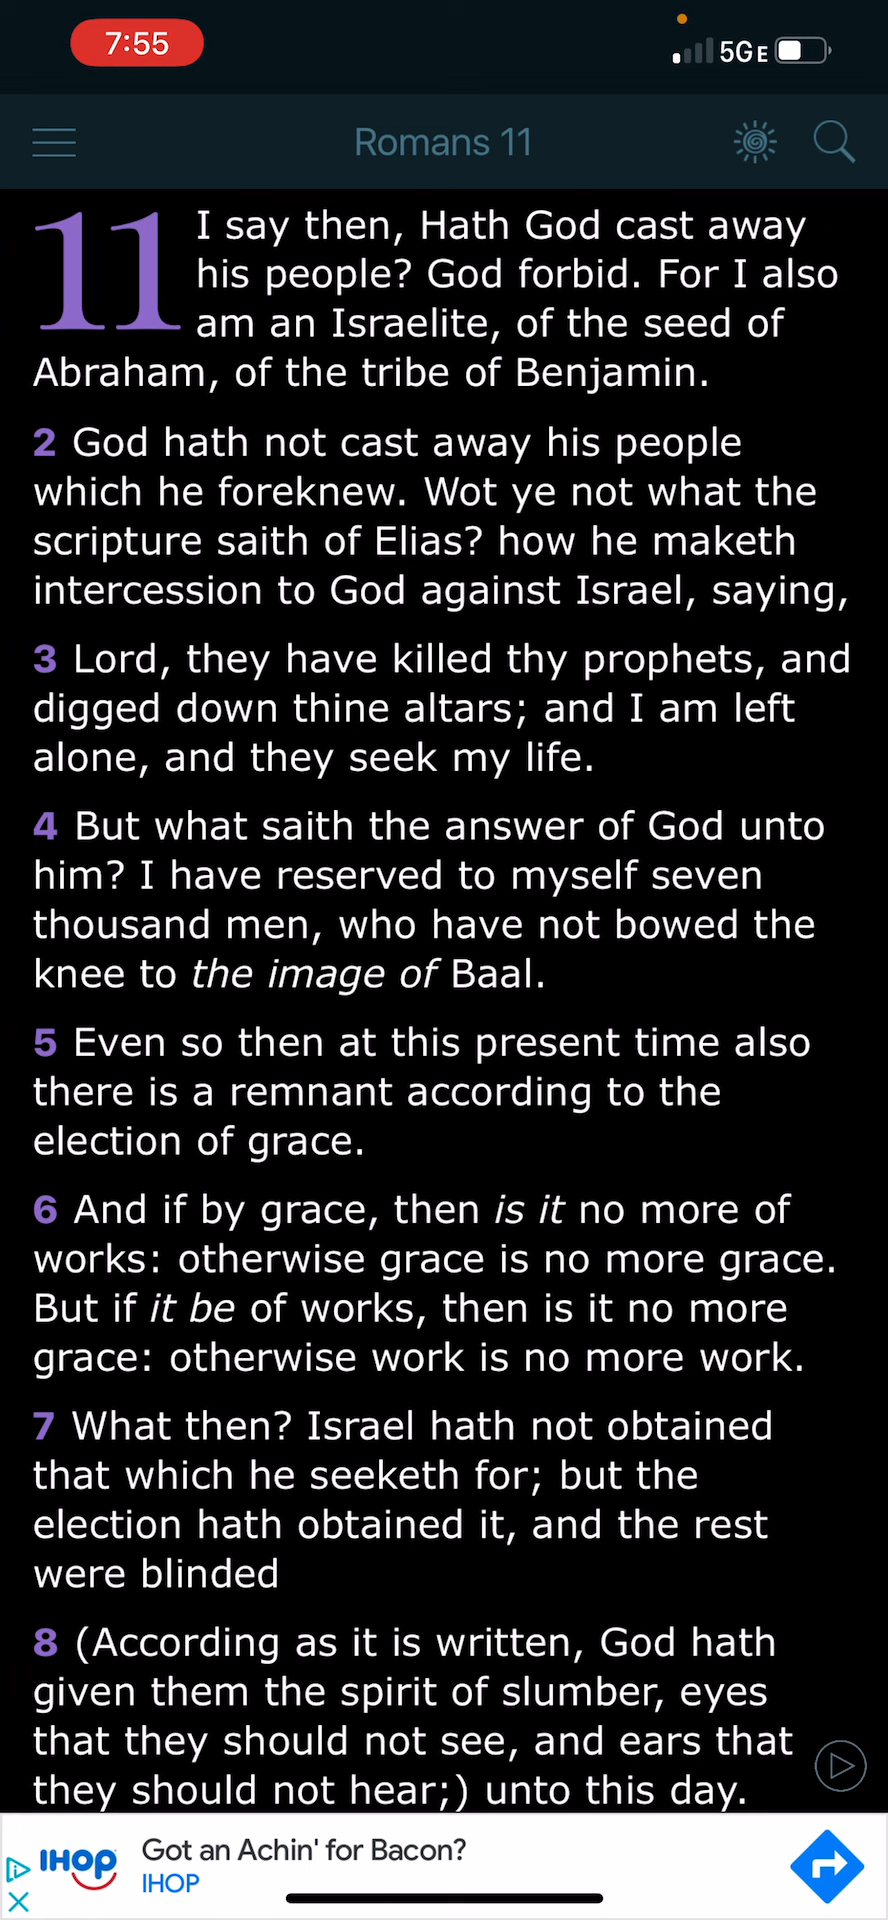 7:55
5GE
Romans 11
11 I say then, Hath God cast away
his people? God forbid. For I also
am an Israelite, of the seed of
Abraham, of the tribe of Benjamin.
2 God hath not cast away his people
which he foreknew. Wot ye not what the
scripture saith of Elias? how he maketh
intercession to God against Israel, saying,
3 Lord, they have killed thy prophets, and
digged down thine altars; and I am left
alone, and they seek my life.
4 But what saith the answer of God unto
him? I have reserved to myself seven
thousand men, who have not bowed the
knee to the image of Baal.
5 Even so then at this present time also
there is a remnant according to the
election of grace.
6 And if by grace, then is it no more of
works: otherwise grace is no more grace.
But if it be of works, then is it no more
grace: otherwise work is no more work.
7 What then? Israel hath not obtained
that which he seeketh for; but the
election hath obtained it, and the rest
were blinded
8 (According as it is written, God hath
given them the spirit of slumber, eyes
that they should not see, and ears that
they should not hear;) unto this day.
IHOP
Got an Achin' for Bacon?
IHOP